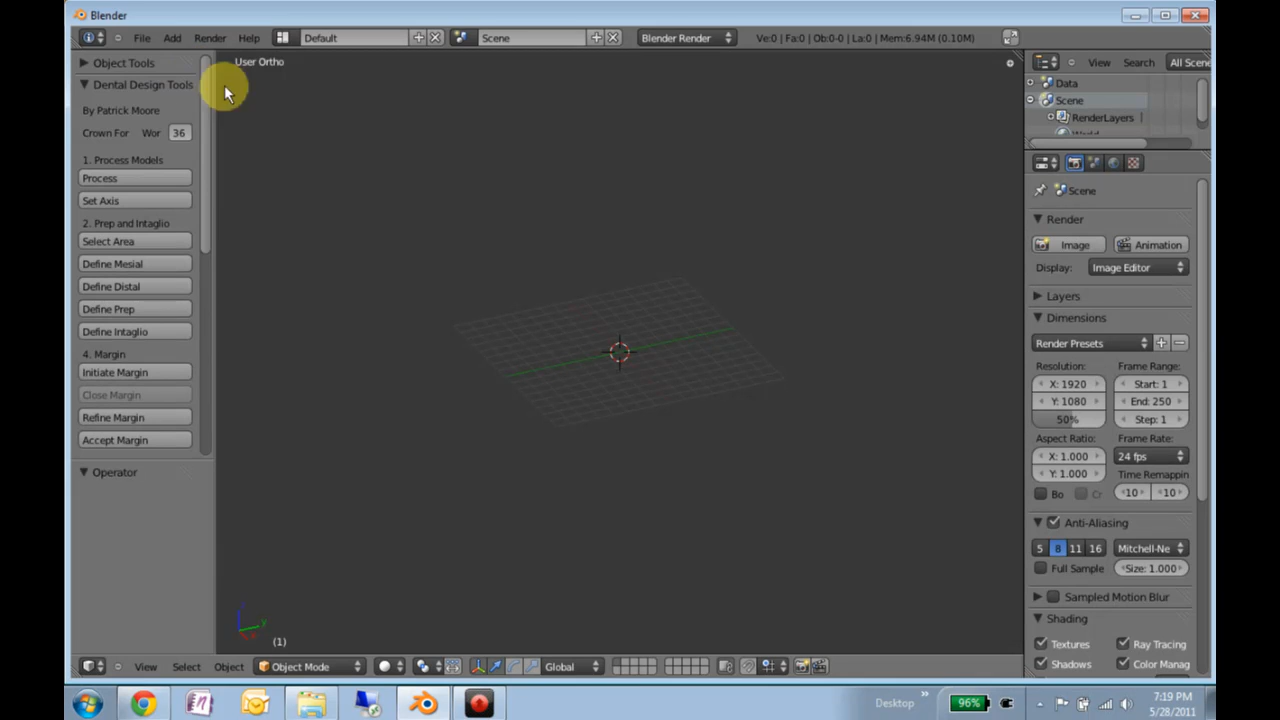 Blender
File Add Render Help Default Scene Blender Render Ve:0 | Fa:0 | Ob:0-0 | La:0 | Mem:6.94M (0.10M)
Object Tools
Dental Design Tools
By Patrick Moore
Crown For Wor 36
1. Process Models
Process
Set Axis
2. Prep and Intaglio
Select Area
Define Mesial
Define Distal
Define Prep
Define Intaglio
4. Margin
Initiate Margin
Close Margin
Refine Margin
Accept Margin
Operator
User Ortho
(1)
View Select Object Object Mode Global
View Search All Scene
Data
Scene
RenderLayers
World
Scene
Render
Image Animation
Display: Image Editor
Layers
Dimensions
Render Presets
Resolution: Frame Range:
X: 1920 Start: 1
Y: 1080 End: 250
50% Step: 1
Aspect Ratio: Frame Rate:
X: 1.000 24 fps
Y: 1.000 Time Remappin
Bo Cr 10 10
Anti-Aliasing
5 8 11 16 Mitchell-Ne
Full Sample Size: 1.000
Sampled Motion Blur
Shading
Textures Ray Tracing
Shadows Color Manag
Desktop » 96% 7:19 PM
5/28/2011